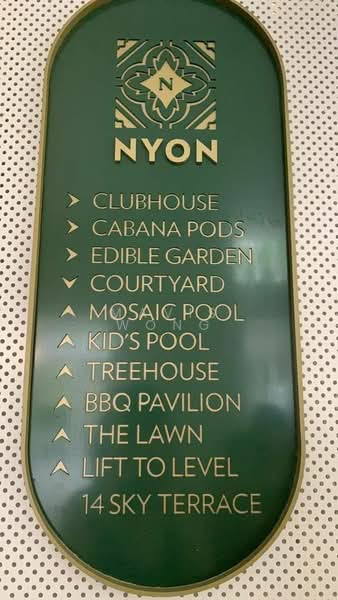 N
NYON
CLUBHOUSE
CABANA PODS
EDIBLE GARDEN
COURTYARD
MOSAIC POOL
WONG
KID'S POOL
TREEHOUSE
BBQ PAVILION
THE LAWN
LIFT TO LEVEL
14 SKY TERRACE